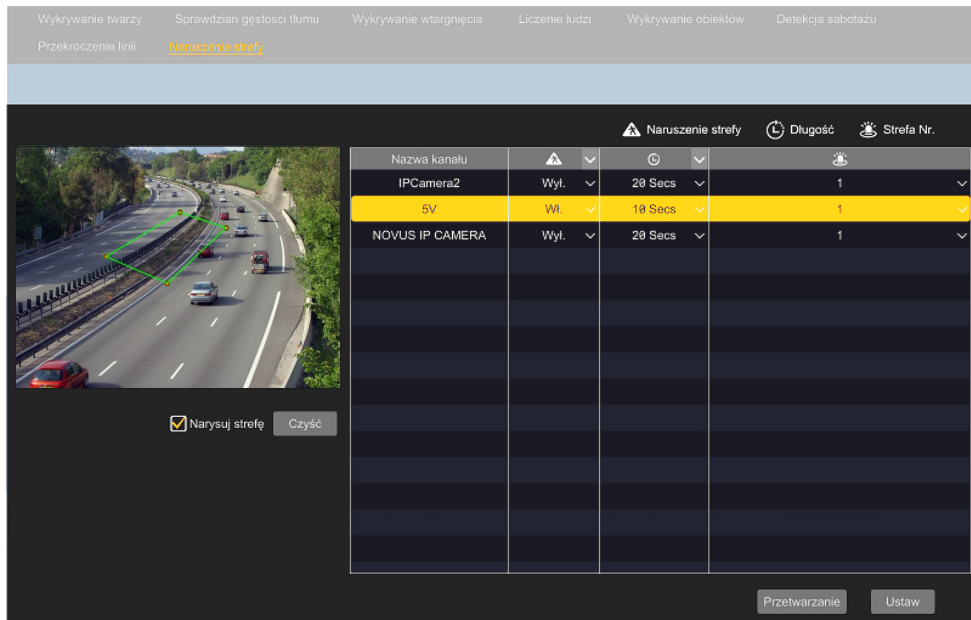 Wykrywanie twarzy Sprawdzian gęstości tłumu Wykrywanie wtargnięcia Liczenie ludzi Wykrywanie obiektów Detekcja sabotażu
Przekroczenie linii Naruszenie strefy
Naruszenie strefy Długość Strefa Nr.
Nazwa kanału
IPCamera2 Wył. 20 Secs 1
5V Wł. 10 Secs 1
NOVUS IP CAMERA Wył. 20 Secs 1
Narysuj strefę Czyść
Przetwarzanie Ustaw